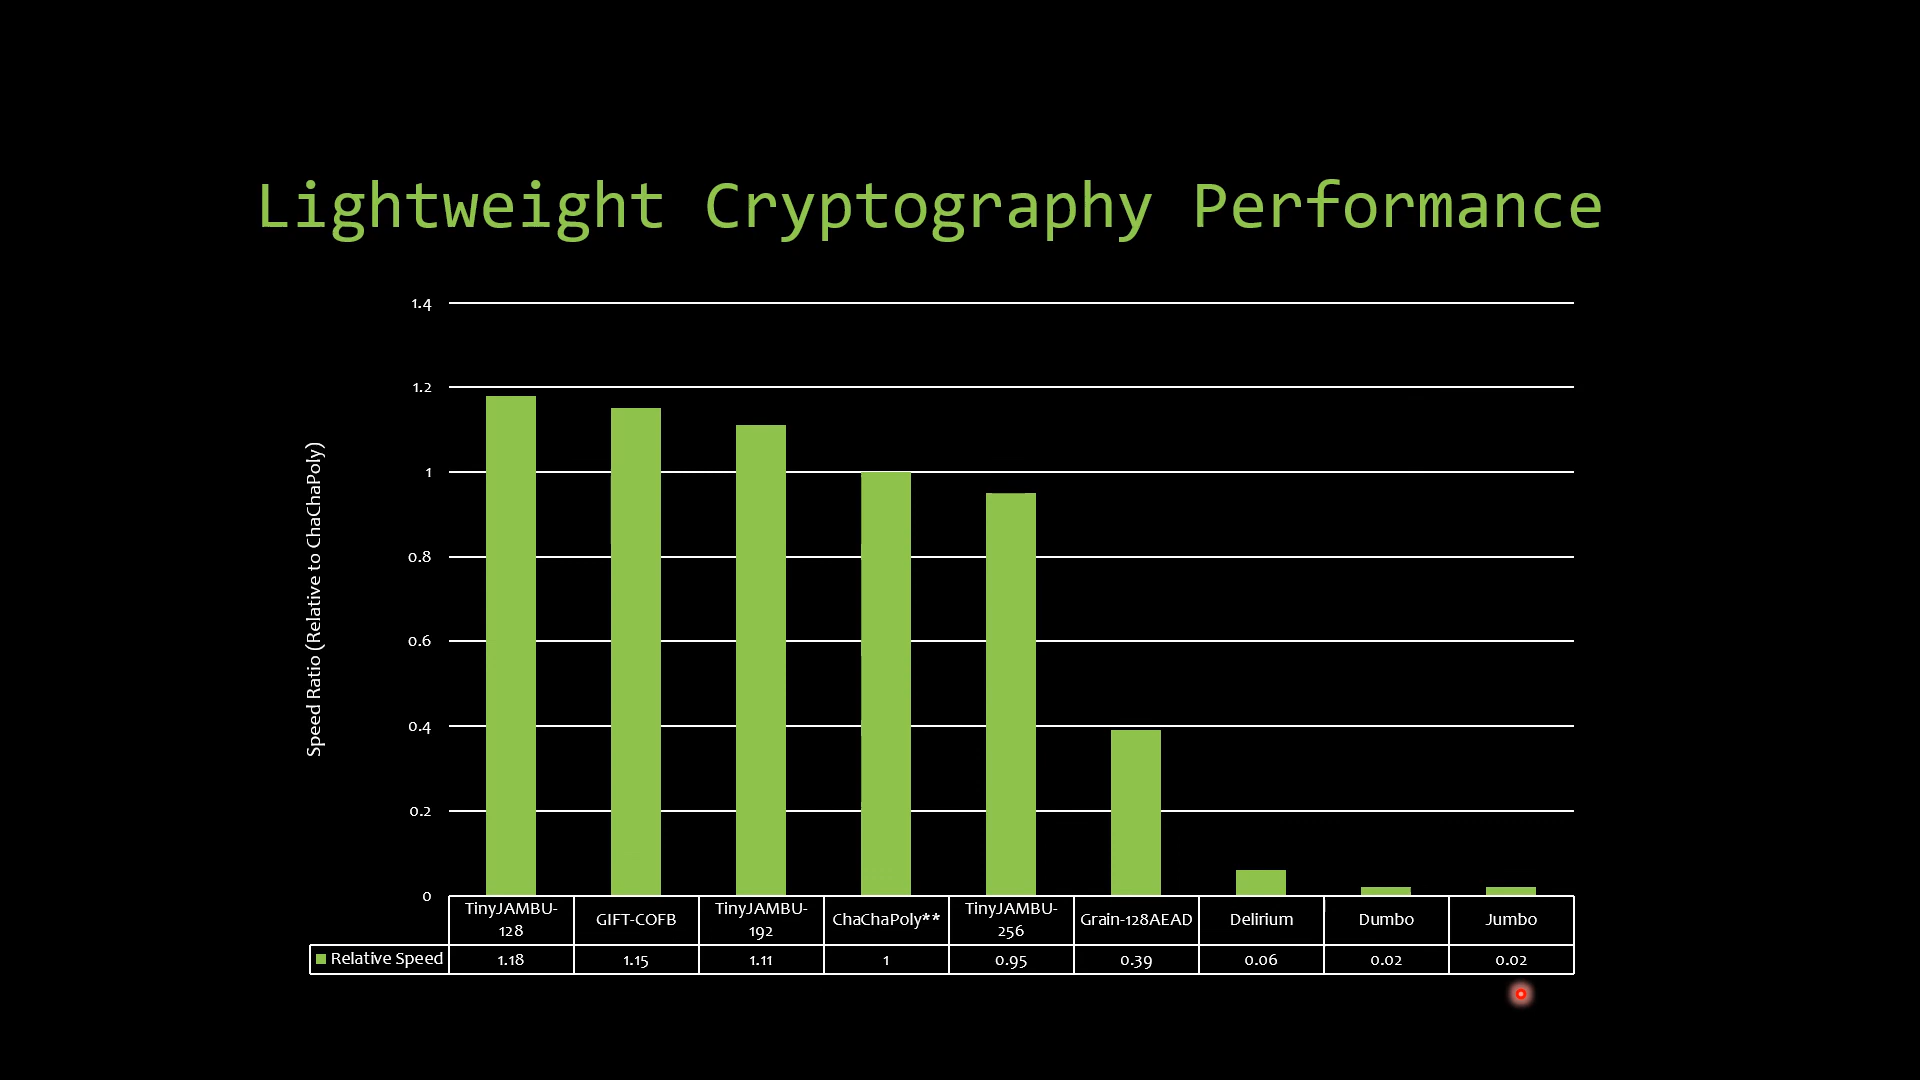 Lightweight Cryptography Performance
1.4
1.2
1
0.8
0.6
0.4
0.2
0
Speed Ratio (Relative to ChaChaPoly)
TinyJAMBU-
128
GIFT-COFB
TinyJAMBU-
192
ChaChaPoly**
TinyJAMBU-
256
Grain-128AEAD
Delirium
Dumbo
Jumbo
Relative Speed
1.18
1.15
1.11
1
0.95
0.39
0.06
0.02
0.02